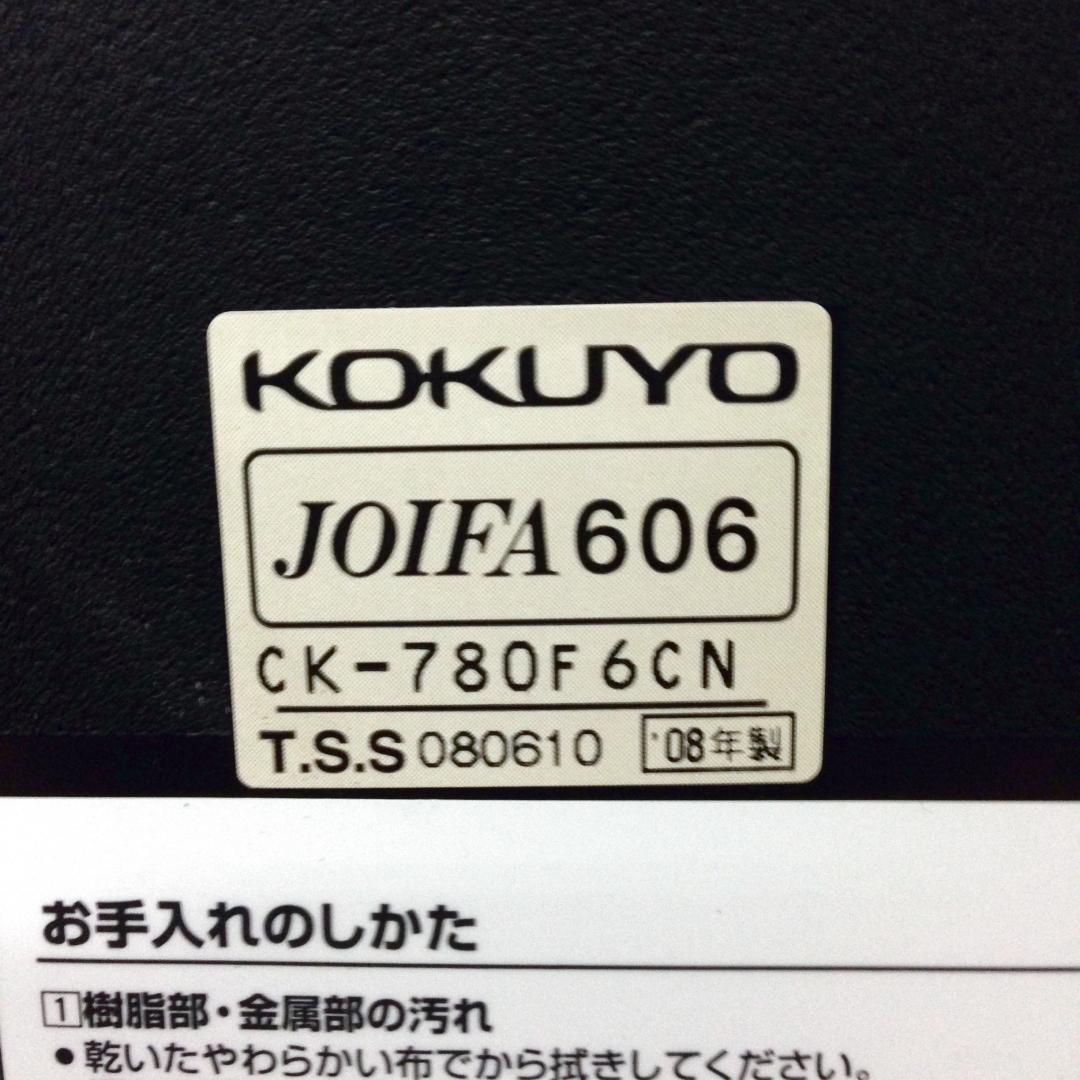 KOKUYO
JOIFA 606
CK-780F6CN
T.S.S 080610 '08年製
お手入れのしかた
1 樹脂部・金属部の汚れ
• 乾いたやわらかい布でから拭きしてください。